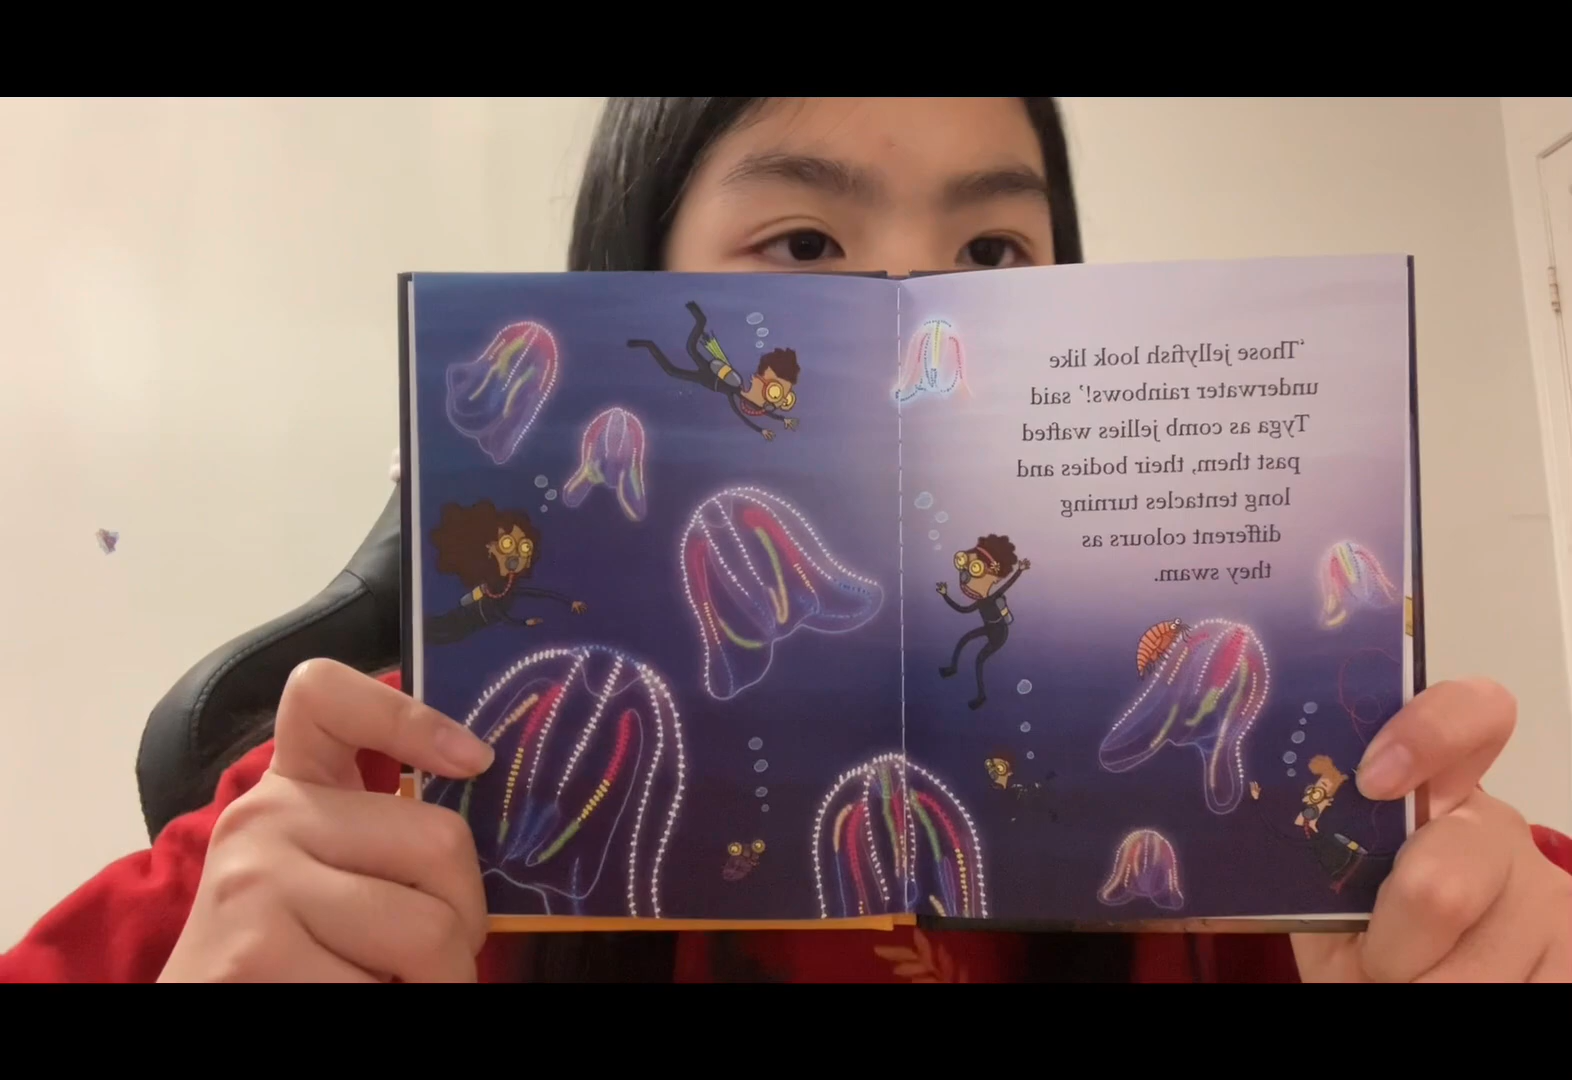 ‘Those jellyfish look like
underwater rainbows!’ said
Tyga as comb jellies wafted
past them, their bodies and
long tentacles turning
different colours as
they swam.